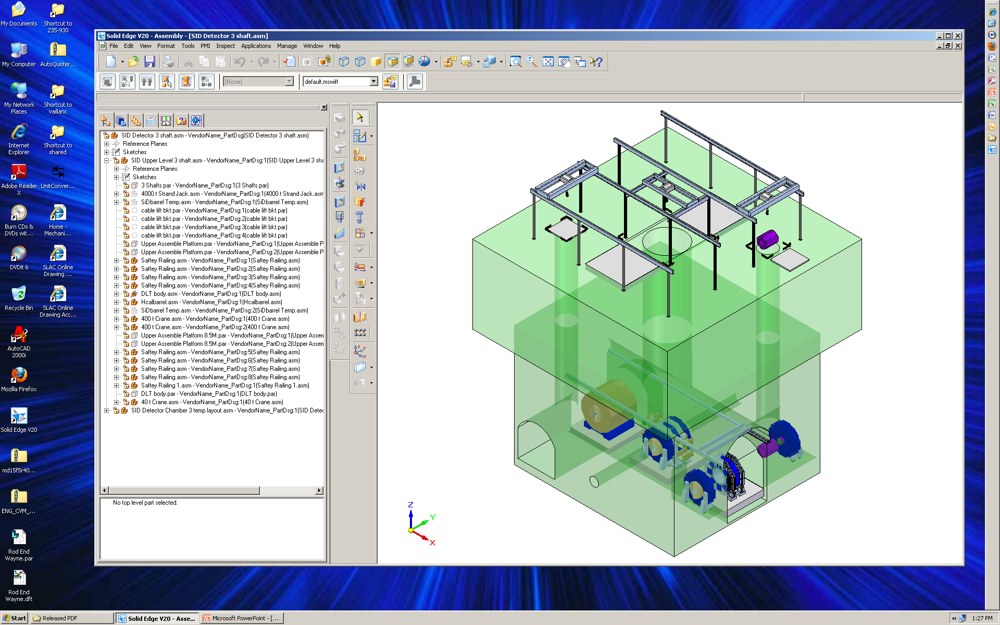 My Documents
Shortcut to
235-930
My Computer
AutoQuoter...
My Network
Places
Shortcut to
vaillanc
Internet
Explorer
Shortcut to
shared
Adobe Reader
X
UnitConver...
Burn CDs &
DVDs wit...
Home -
Mechani...
DVDit 6
SLAC Online
Drawing ...
Recycle Bin
SLAC Online
Drawing Acc...
AutoCAD
2000i
Mozilla Firefox
Solid Edge V20
md15f5r40...
ENG_CVM_...
Rod End
Wayne.par
Rod End
Wayne.dft
Solid Edge V20 - Assembly - [SID Detector 3 shaft.asm]
File Edit View Format Tools PMI Inspect Applications Manage Window Help
(None)
default,mswift
SID Detector 3 shaft.asm - VendorName_PartDsg(SID Detector 3 shaft.asm)
Reference Planes
Sketches
SID Upper Level 3 shaft.asm - VendorName_PartDsg:1(SID Upper Level 3 sha
Reference Planes
Sketches
3 Shafts.par - VendorName_PartDsg:1(3 Shafts.par)
4000 t Strand Jack.asm - VendorName_PartDsg:1(4000 t Strand Jack.asm
SiDbarrel Temp.asm - VendorName_PartDsg:1(SiDbarrel Temp.asm)
cable lift bkt.par - VendorName_PartDsg:1(cable lift bkt.par)
cable lift bkt.par - VendorName_PartDsg:2(cable lift bkt.par)
cable lift bkt.par - VendorName_PartDsg:3(cable lift bkt.par)
cable lift bkt.par - VendorName_PartDsg:4(cable lift bkt.par)
Upper Assemble Platform.par - VendorName_PartDsg:1(Upper Assemble P
Upper Assemble Platform.par - VendorName_PartDsg:2(Upper Assemble P
Saftey Railing.asm - VendorName_PartDsg:1(Saftey Railing.asm)
Saftey Railing.asm - VendorName_PartDsg:2(Saftey Railing.asm)
Saftey Railing.asm - VendorName_PartDsg:3(Saftey Railing.asm)
Saftey Railing.asm - VendorName_PartDsg:4(Saftey Railing.asm)
DLT body.asm - VendorName_PartDsg:1(DLT body.asm)
Hcalbarrel.asm - VendorName_PartDsg:1(Hcalbarrel.asm)
SiDbarrel Temp.asm - VendorName_PartDsg:2(SiDbarrel Temp.asm)
400 t Crane.asm - VendorName_PartDsg:1(400 t Crane.asm)
400 t Crane.asm - VendorName_PartDsg:2(400 t Crane.asm)
Upper Assemble Platform 8.5M.par - VendorName_PartDsg:1(Upper Assen
Upper Assemble Platform 8.5M.par - VendorName_PartDsg:2(Upper Assen
Saftey Railing.asm - VendorName_PartDsg:5(Saftey Railing.asm)
Saftey Railing.asm - VendorName_PartDsg:6(Saftey Railing.asm)
Saftey Railing.asm - VendorName_PartDsg:7(Saftey Railing.asm)
Saftey Railing.asm - VendorName_PartDsg:8(Saftey Railing.asm)
Saftey Railing 1.asm - VendorName_PartDsg:1(Saftey Railing 1.asm)
DLT body.par - VendorName_PartDsg:1(DLT body.par)
40 t Crane.asm - VendorName_PartDsg:1(40 t Crane.asm)
SID Detector Chamber 3 temp layout.asm - VendorName_PartDsg:1(SID Detec
No top level part selected.
Z
Y
X
Start
Released PDF
Solid Edge V20 - Asse...
Microsoft PowerPoint - [...
1:27 PM